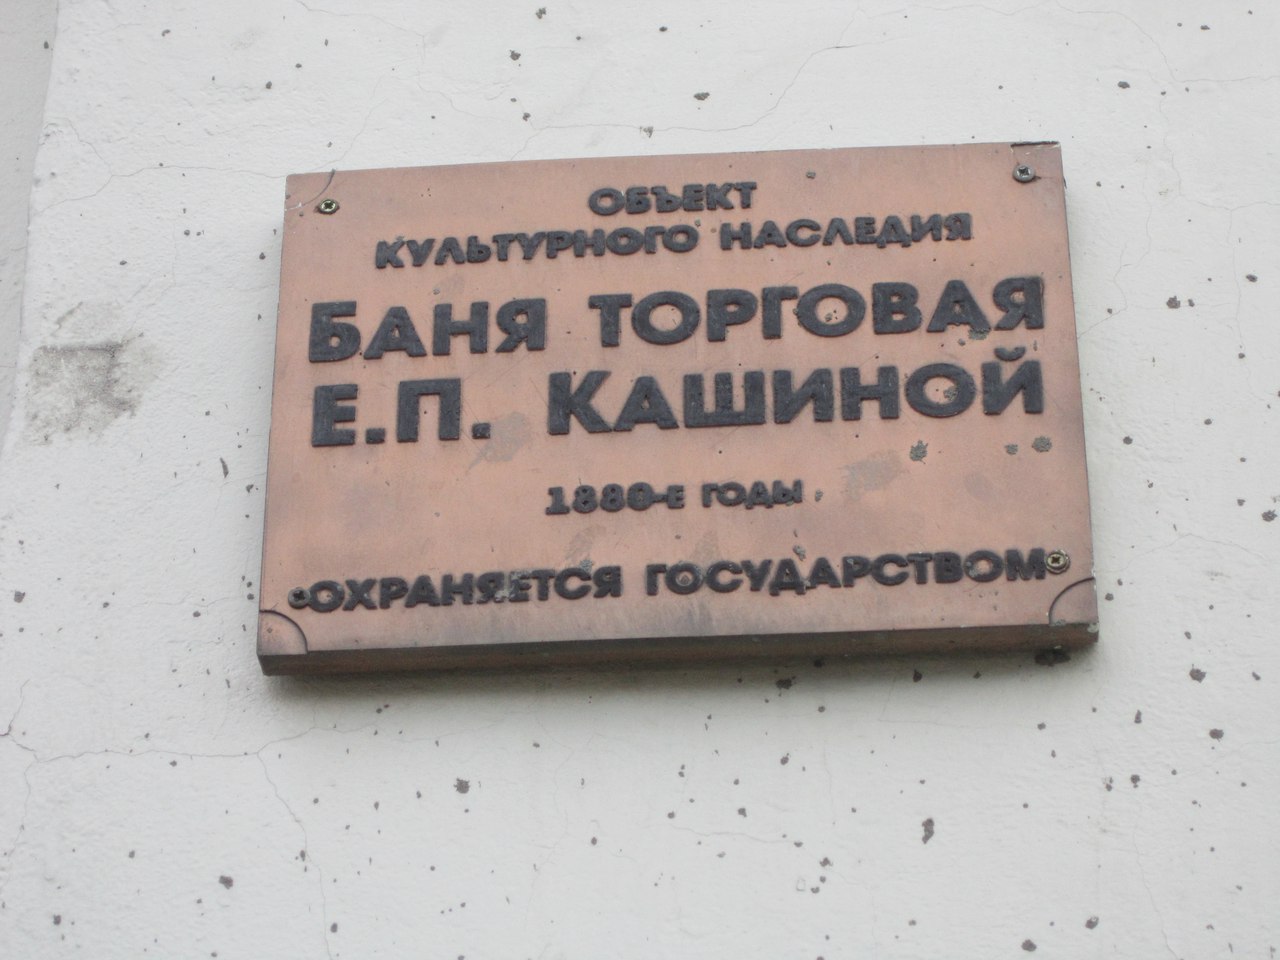 ОБЪЕКТ
КУЛЬТУРНОГО НАСЛЕДИЯ
БАНЯ ТОРГОВАЯ
Е.П. КАШИНОЙ
1880-Е ГОДЫ
ОХРАНЯЕТСЯ ГОСУДАРСТВОМ